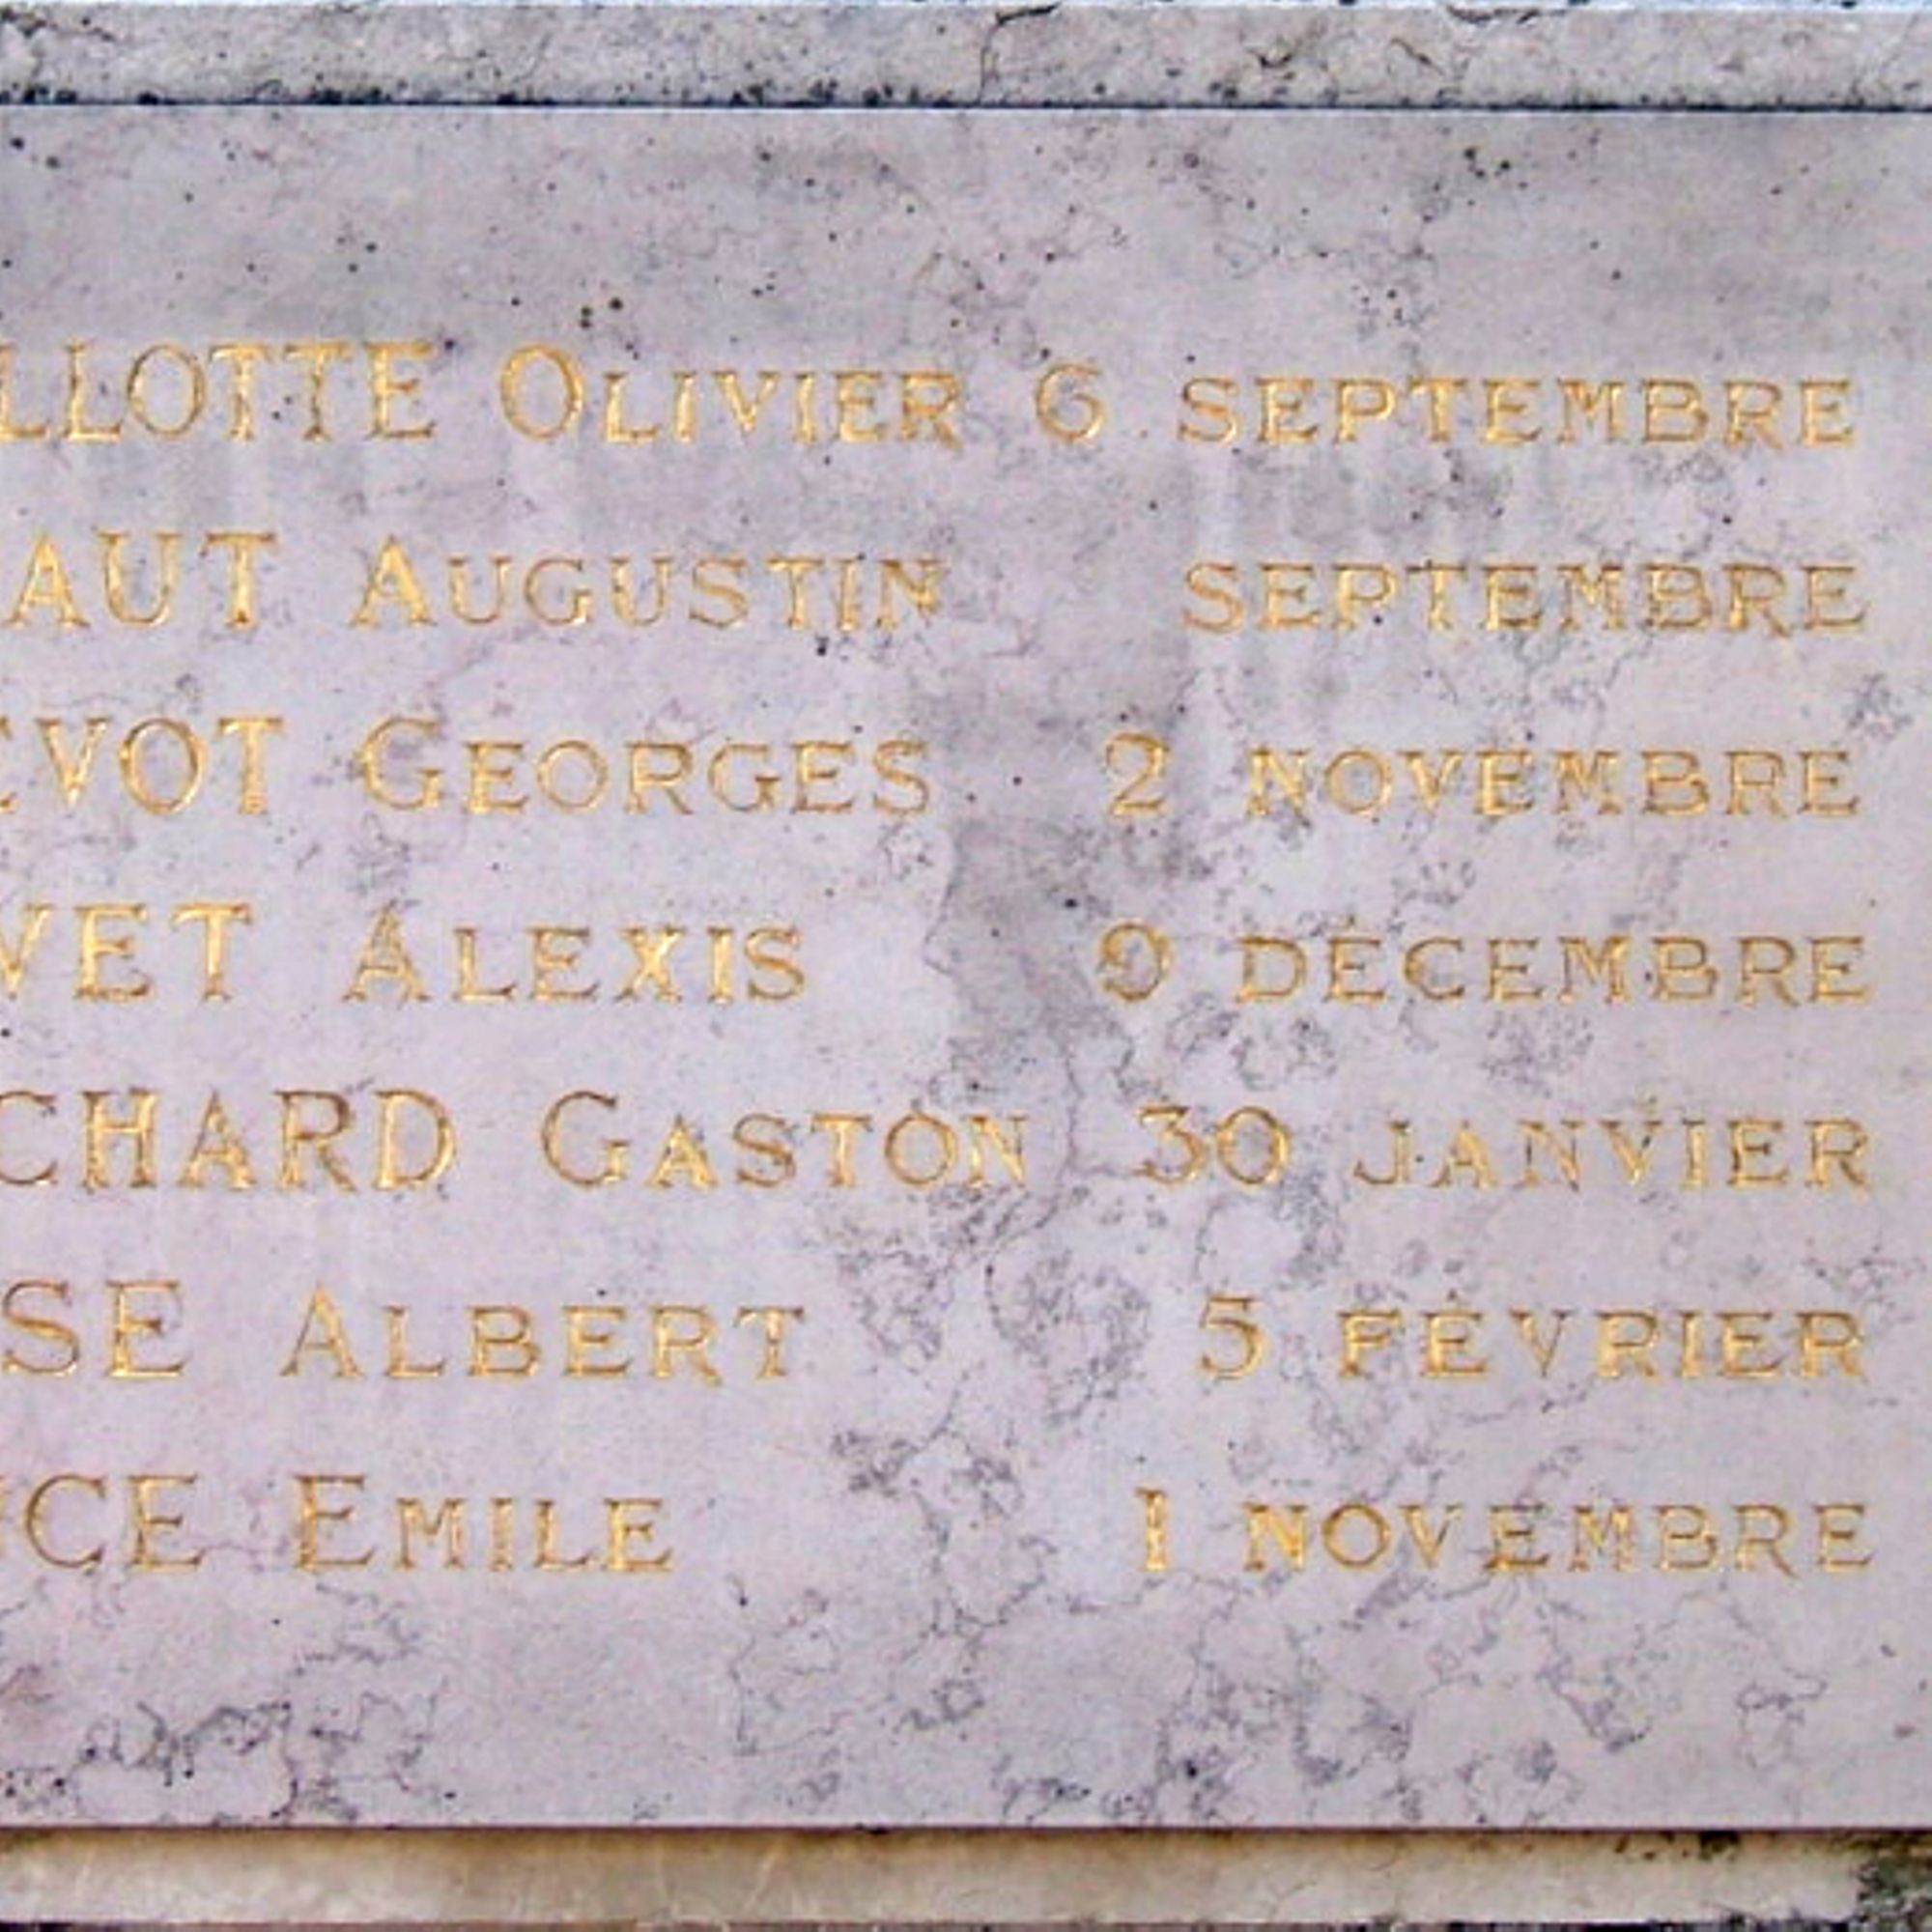 LLOTTE OLIVIER 6 SEPTEMBRE
AUT AUGUSTIN SEPTEMBRE
EVOT GEORGES 2 NOVEMBRE
VET ALEXIS 9 DÉCEMBRE
CHARD GASTON 30 JANVIER
SE ALBERT 5 FÉVRIER
CE EMILE 1 NOVEMBRE